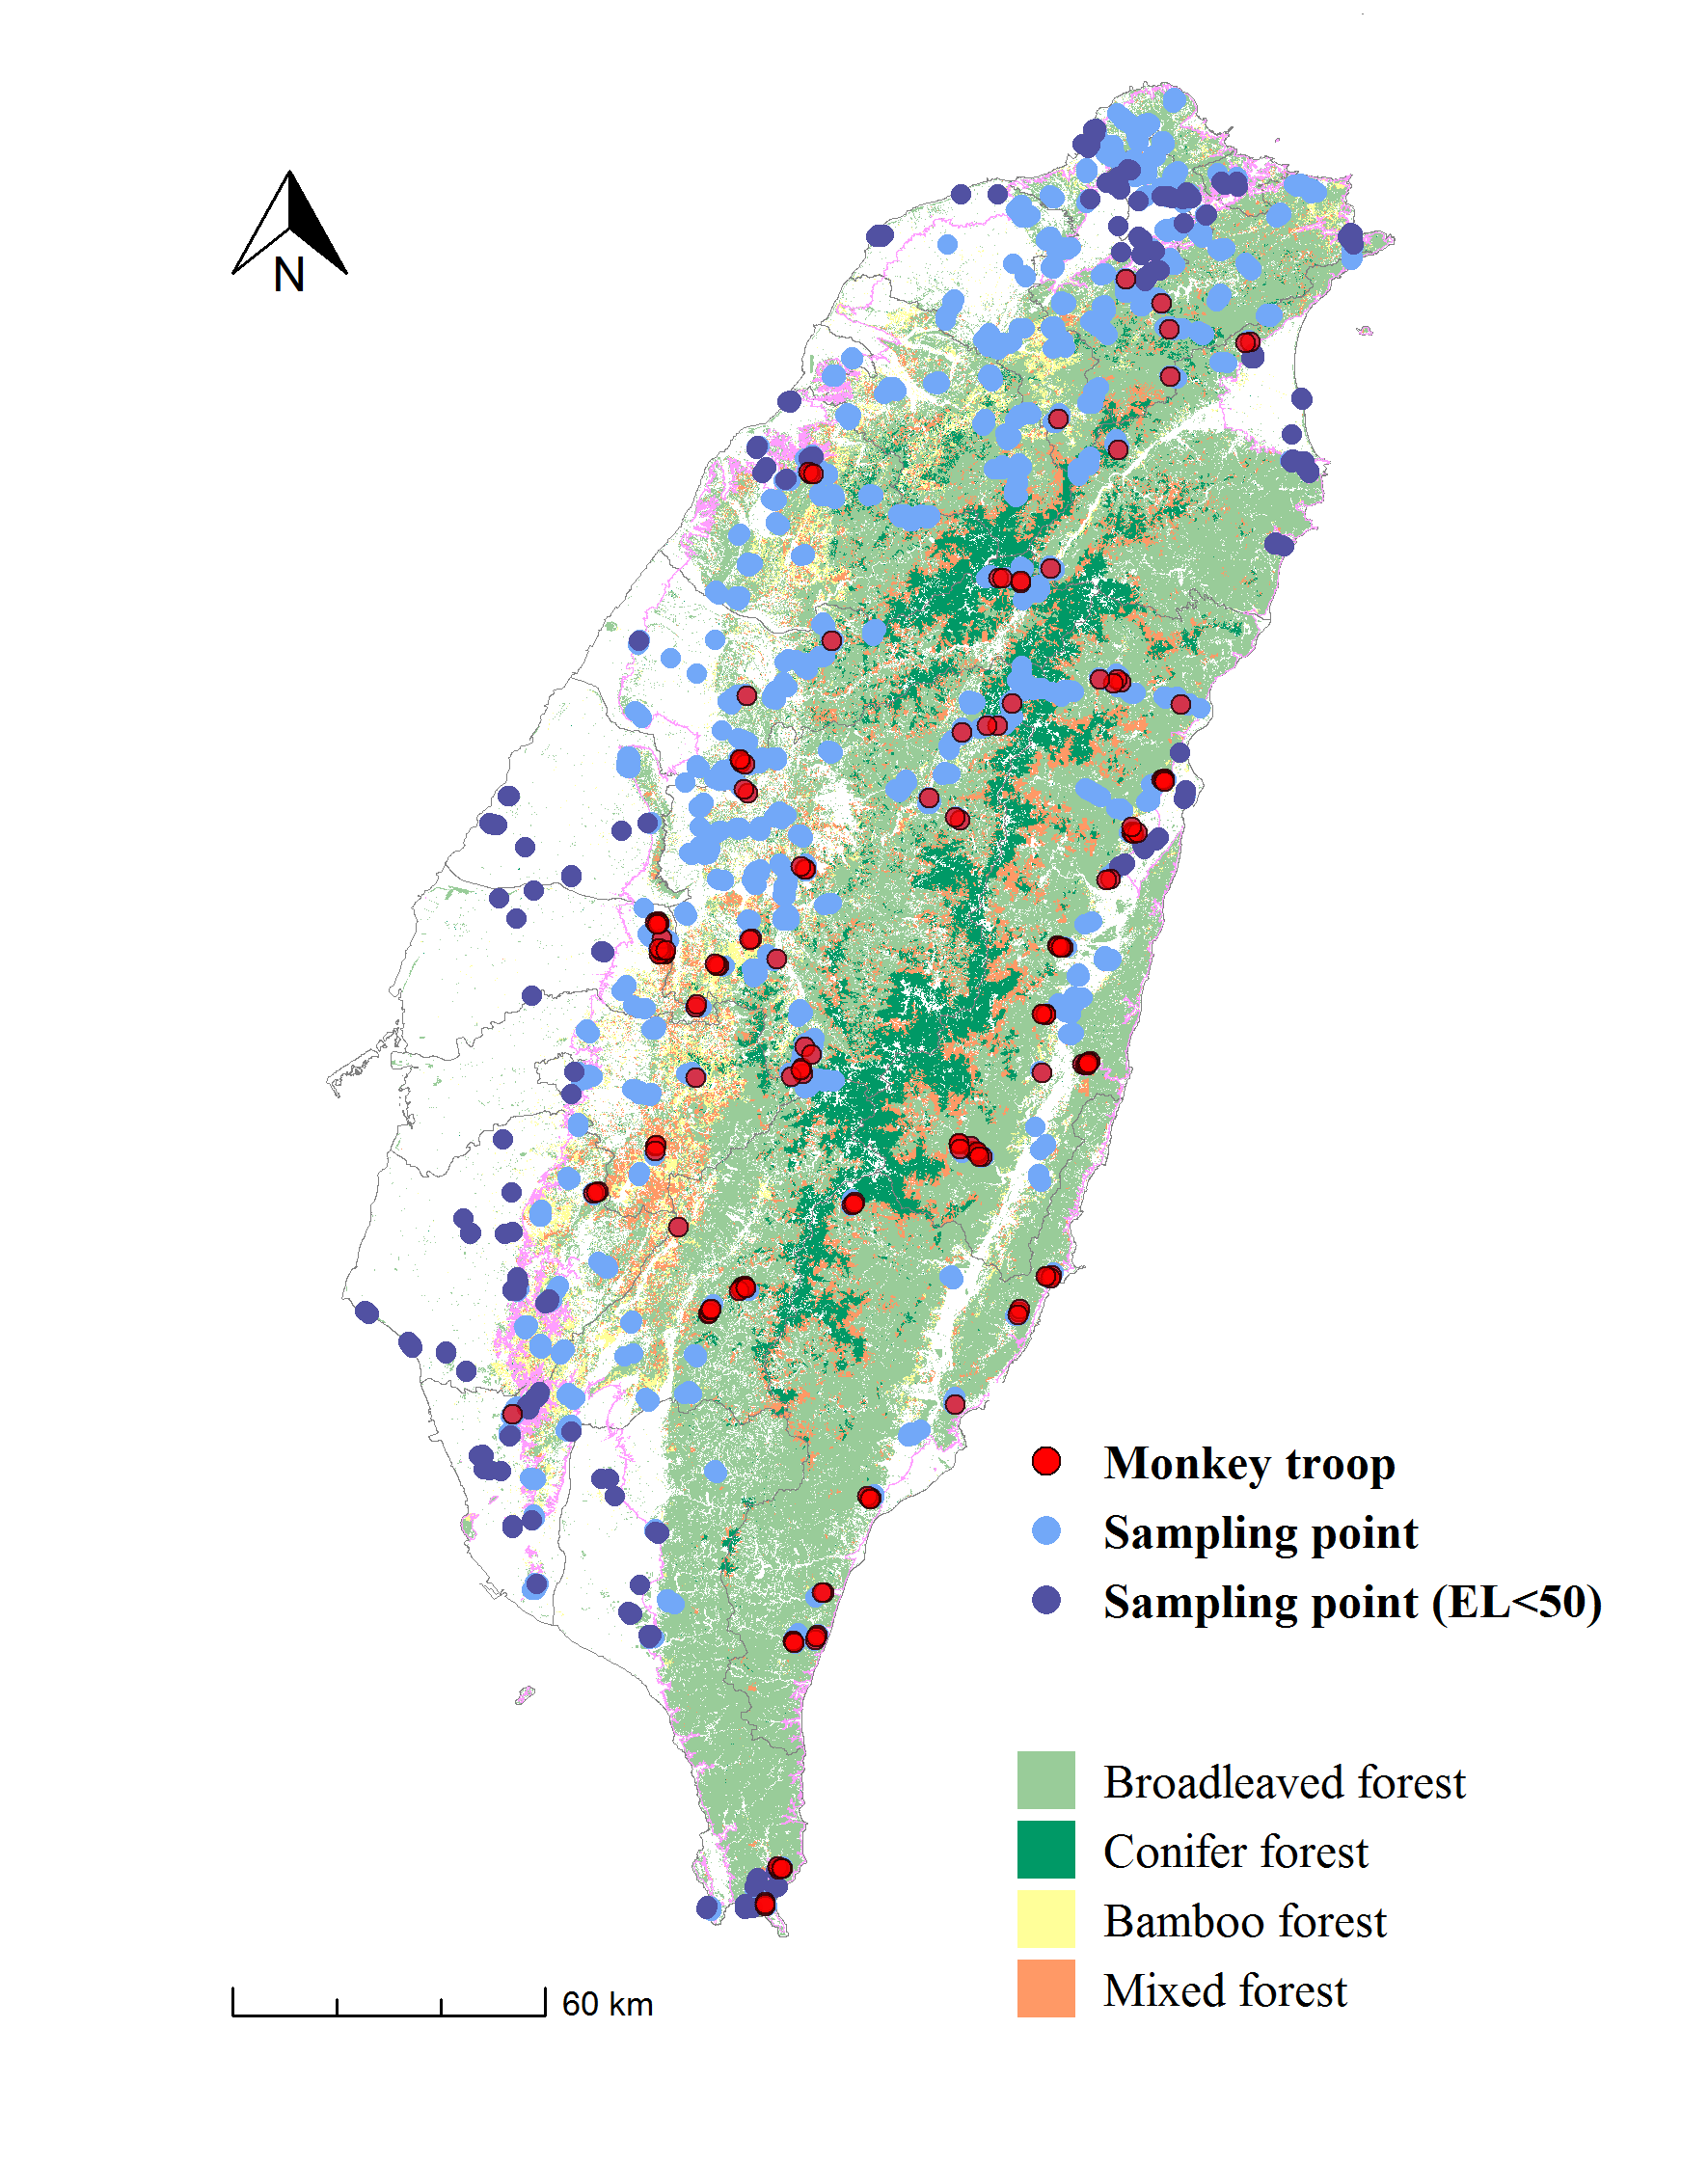 N
Monkey troop
Sampling point
Sampling point (EL<50)
Broadleaved forest
Conifer forest
Bamboo forest
Mixed forest
60 km